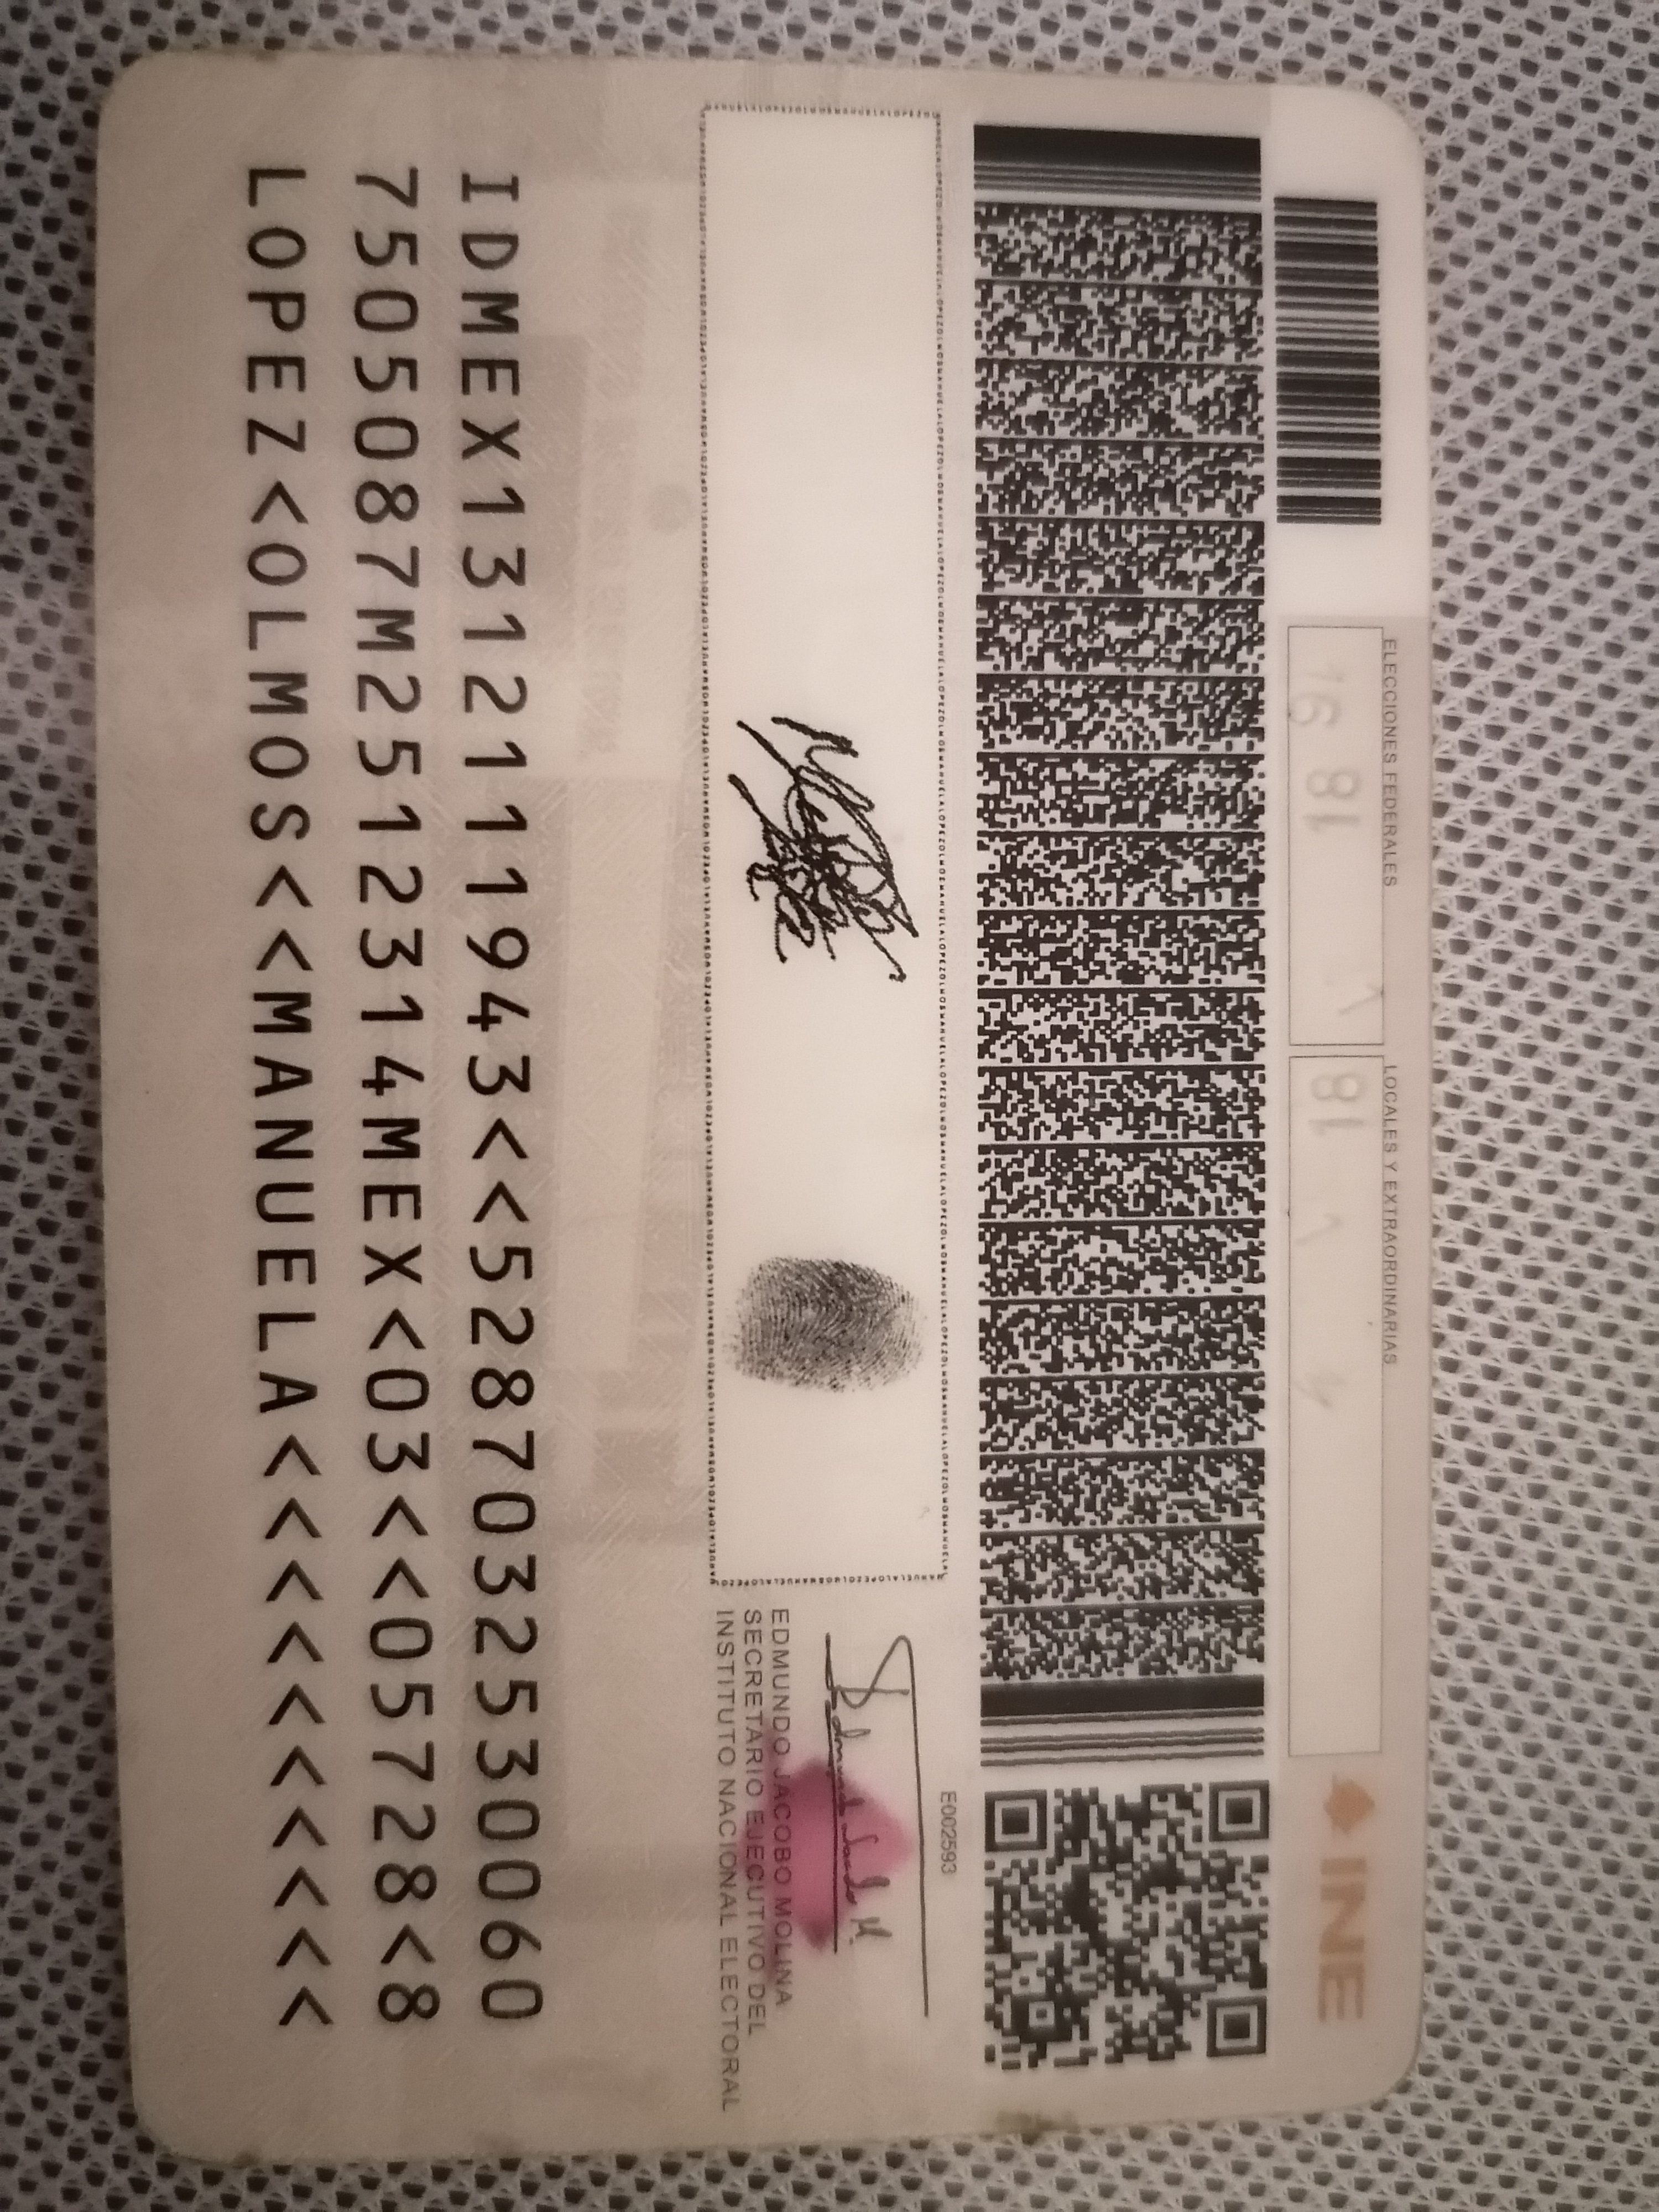 INE
ELECCIONES FEDERALES
LOCALES Y EXTRAORDINARIAS
18
18
E002593
EDMUNDO JACOBO MOLINA
SECRETARIO EJECUTIVO DEL
INSTITUTO NACIONAL ELECTORAL
IDMEX1312111943<<5287032530060
7505087M2512314MEX<03<<05728<8
LOPEZ<OLMOS<<MANUELA<<<<<<<<<<